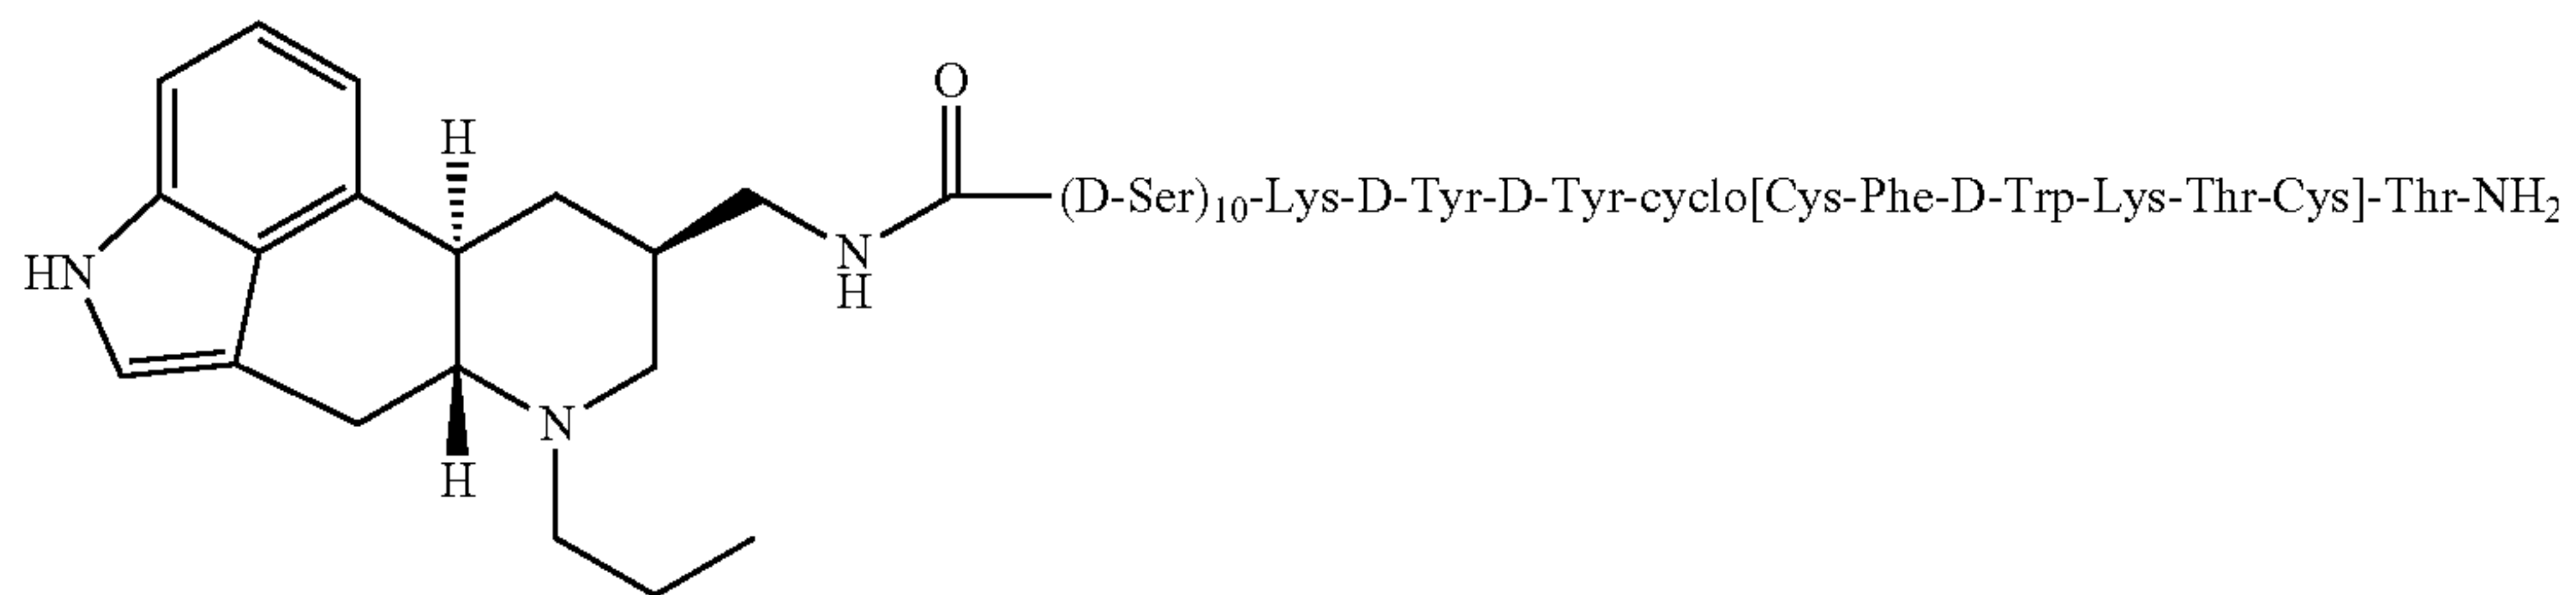 O
H
(D-Ser)₁₀-Lys-D-Tyr-D-Tyr-cyclo[Cys-Phe-D-Trp-Lys-Thr-Cys]-Thr-NH₂
N
H
HN
N
H